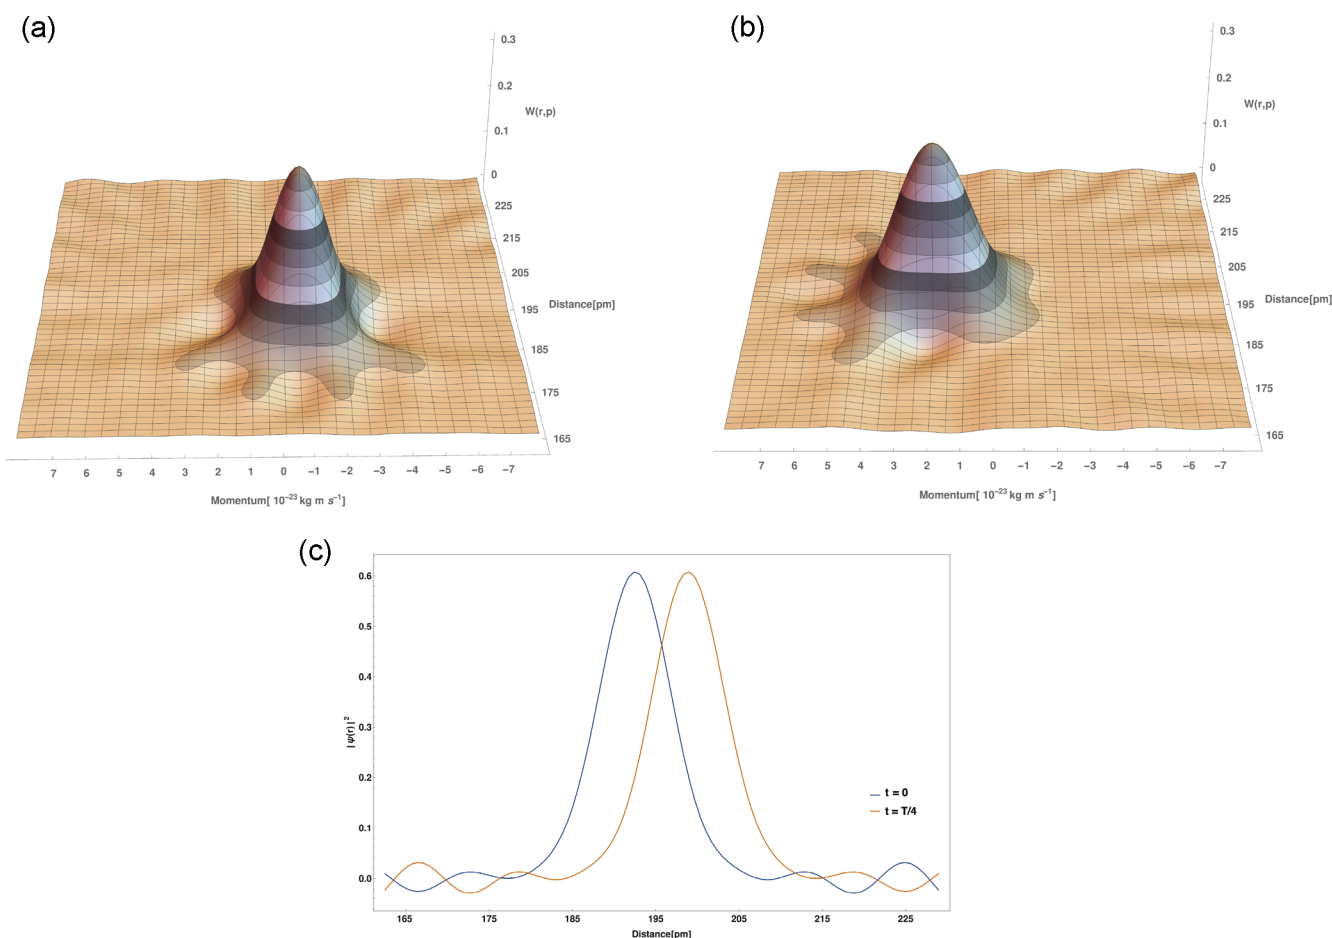 (a)
0.3
0.2
W(r,p)
0.1
0
225
215
205
195
Distance[pm]
185
175
165
7 6 5 4 3 2 1 0 −1 −2 −3 −4 −5 −6 −7
Momentum[ 10⁻²³ kg m s⁻¹]
(b)
0.3
0.2
W(r,p)
0.1
0
225
215
205
195
Distance[pm]
185
175
165
7 6 5 4 3 2 1 0 −1 −2 −3 −4 −5 −6 −7
Momentum[ 10⁻²³ kg m s⁻¹]
(c)
0.6
0.5
0.4
0.3
0.2
0.1
0.0
|ψ(r)|²
t = 0
t = T/4
165 175 185 195 205 215 225
Distance[pm]